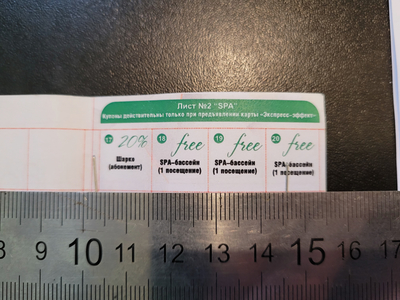 Лист №2 "SPA"
Купоны действительны только при предъявлении карты «Экспресс-эффект»
17 20% 18 free 19 free 20 free
Шарко SPA-бассейн SPA-бассейн SPA-бассейн
(абонемент) (1 посещение) (1 посещение) (1 посещение)
8 9 10 11 12 13 14 15 16 17